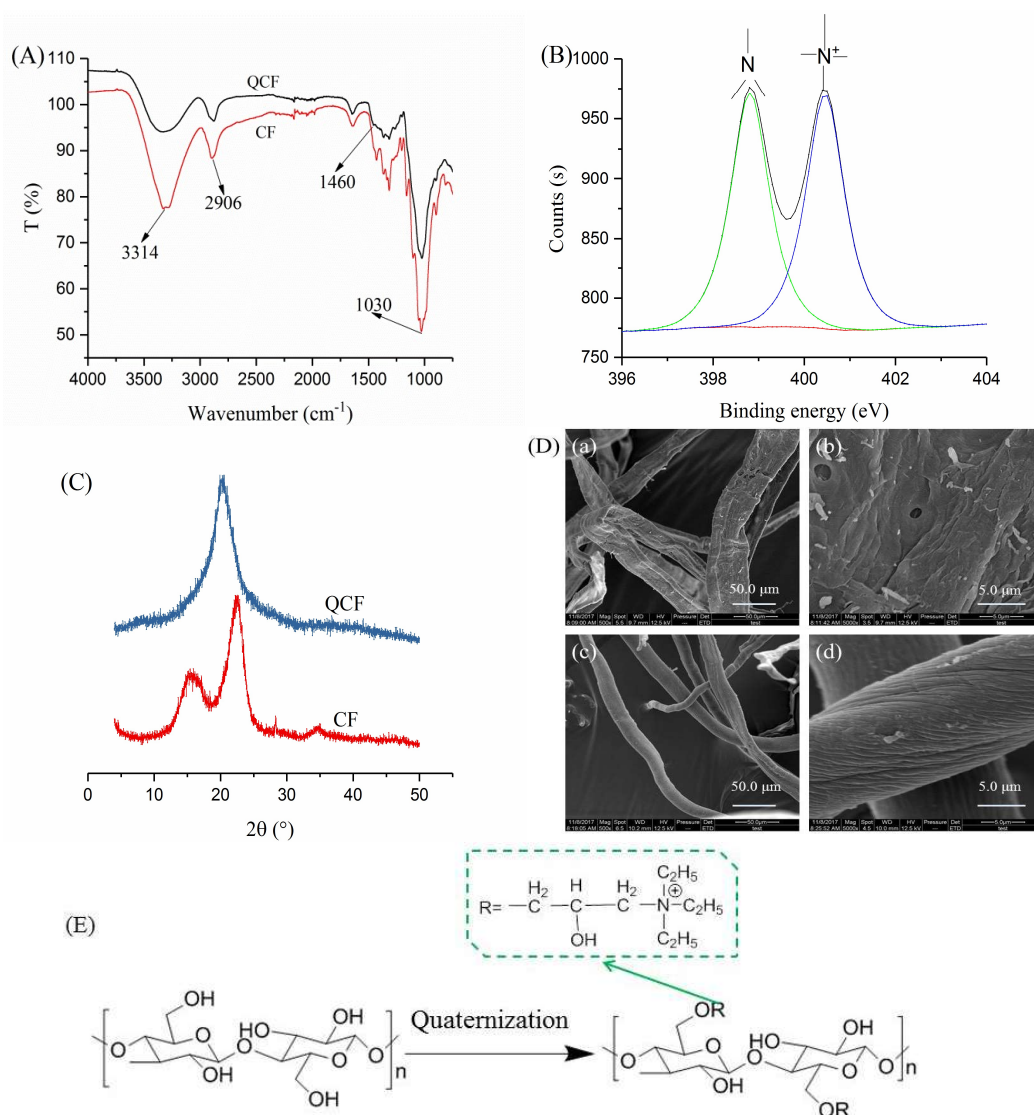 (A)
110
100
90
80
70
60
50
T (%)
QCF
CF
3314
2906
1460
1030
4000 3500 3000 2500 2000 1500 1000
Wavenumber (cm⁻¹)
(B)
N
N⁺
1000
950
900
850
800
750
Counts (s)
396 398 400 402 404
Binding energy (eV)
(C)
QCF
CF
0 10 20 30 40 50
2θ (°)
(D)
(a)
50.0 μm
(b)
5.0 μm
(c)
50.0 μm
(d)
5.0 μm
(E)
R= H₂ C H C OH H₂ C N ⊕ C₂H₅ C₂H₅ C₂H₅
OH
O
OH
O
HO
OH
O
O
OH
n
Quaternization
OR
O
OH
O
HO
OH
O
O
OR
n